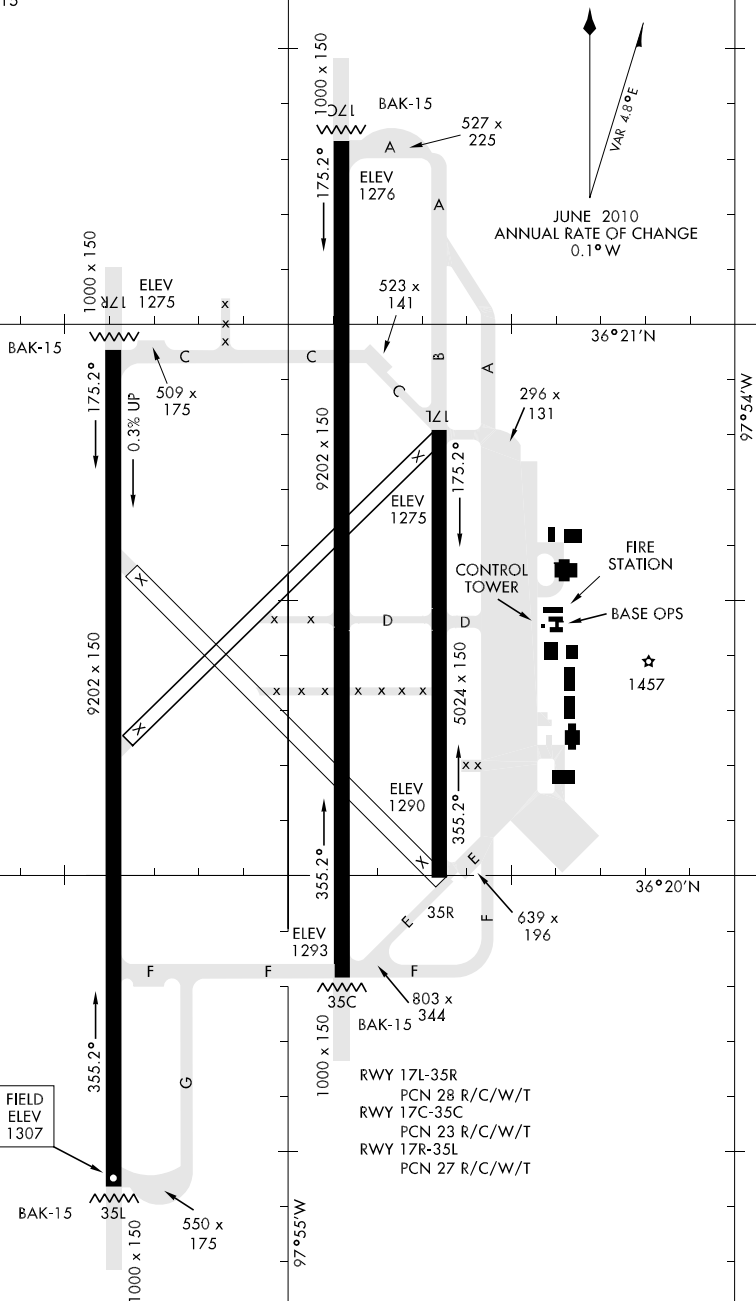 1000 x 150
17C
BAK-15
527 x
225
A
175.2°
ELEV
1276
A
VAR 4.8°E
JUNE 2010
ANNUAL RATE OF CHANGE
0.1°W
1000 x 150
17R
ELEV
1275
x
x
x
523 x
141
36°21'N
BAK-15
C
C
B
A
C
509 x
175
175.2°
0.3% UP
296 x
131
97°54'W
17L
9202 x 150
X
175.2°
ELEV
1275
FIRE
STATION
CONTROL
TOWER
X
BASE OPS
x x
D
D
1457
9202 x 150
x x x x x x x
5024 x 150
X
x x
ELEV
1290
355.2°
355.2°
X
E
36°20'N
35R
E
F
639 x
196
ELEV
1293
F
F
F
35C
803 x
344
BAK-15
1000 x 150
355.2°
G
RWY 17L-35R
PCN 28 R/C/W/T
RWY 17C-35C
PCN 23 R/C/W/T
RWY 17R-35L
PCN 27 R/C/W/T
FIELD
ELEV
1307
BAK-15
35L
550 x
175
97°55'W
1000 x 150